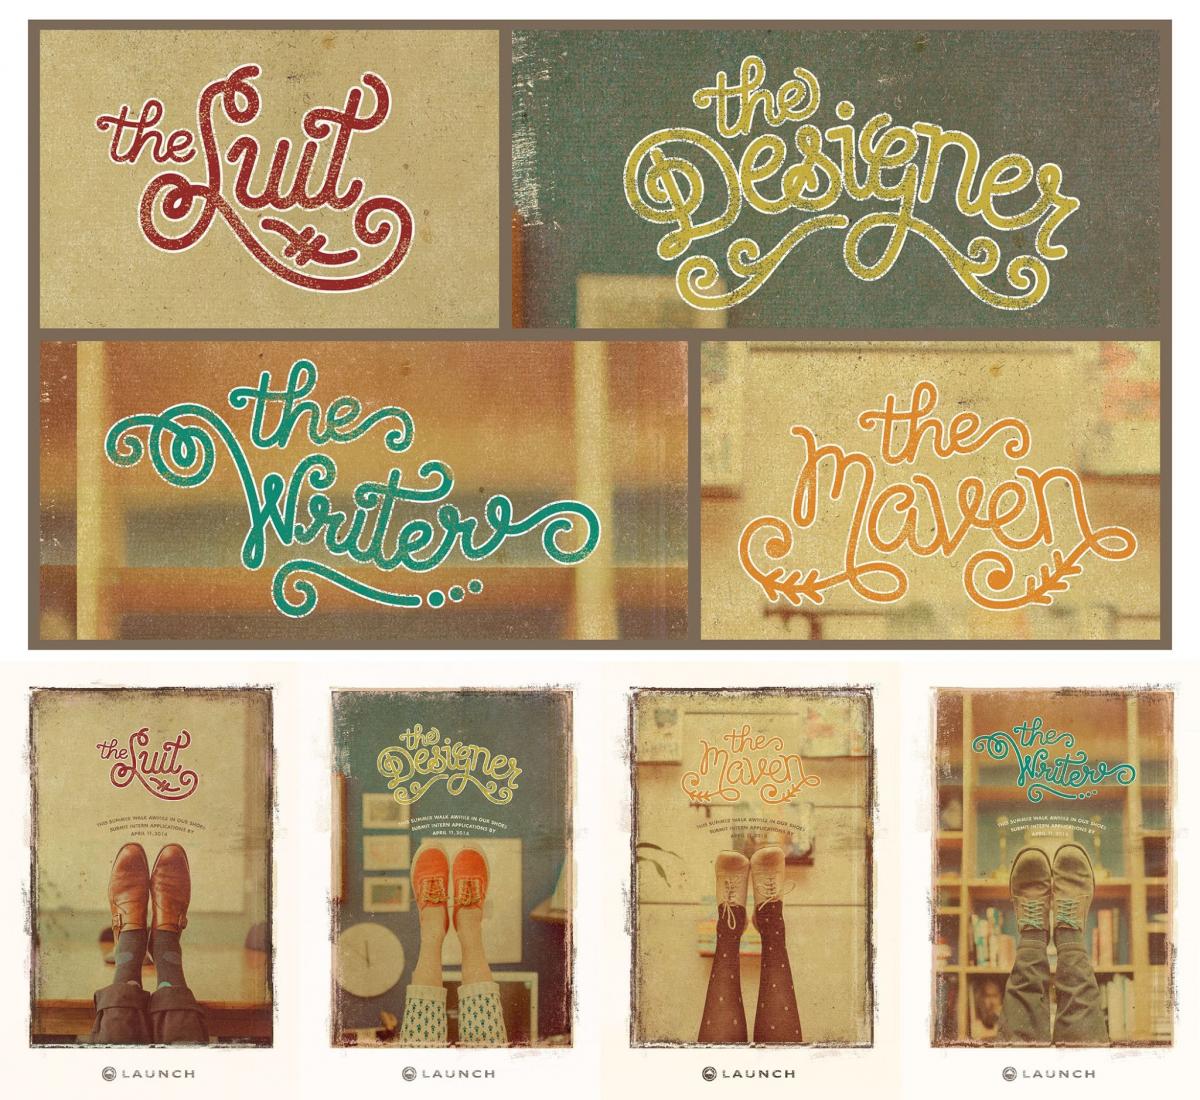 the Suit
the
Designer
the
Writer
the
Maven
the Suit
THIS SUMMER WALK AWHILE IN OUR SHOES
SUBMIT INTERN APPLICATIONS BY
APRIL 11, 2014
LAUNCH
the
Designer
THIS SUMMER WALK AWHILE IN OUR SHOES
SUBMIT INTERN APPLICATIONS BY
APRIL 11, 2014
LAUNCH
the
Maven
THIS SUMMER WALK AWHILE IN OUR SHOES
SUBMIT INTERN APPLICATIONS BY
APRIL 11, 2014
LAUNCH
the
Writer
THIS SUMMER WALK AWHILE IN OUR SHOES
SUBMIT INTERN APPLICATIONS BY
APRIL 11, 2014
LAUNCH